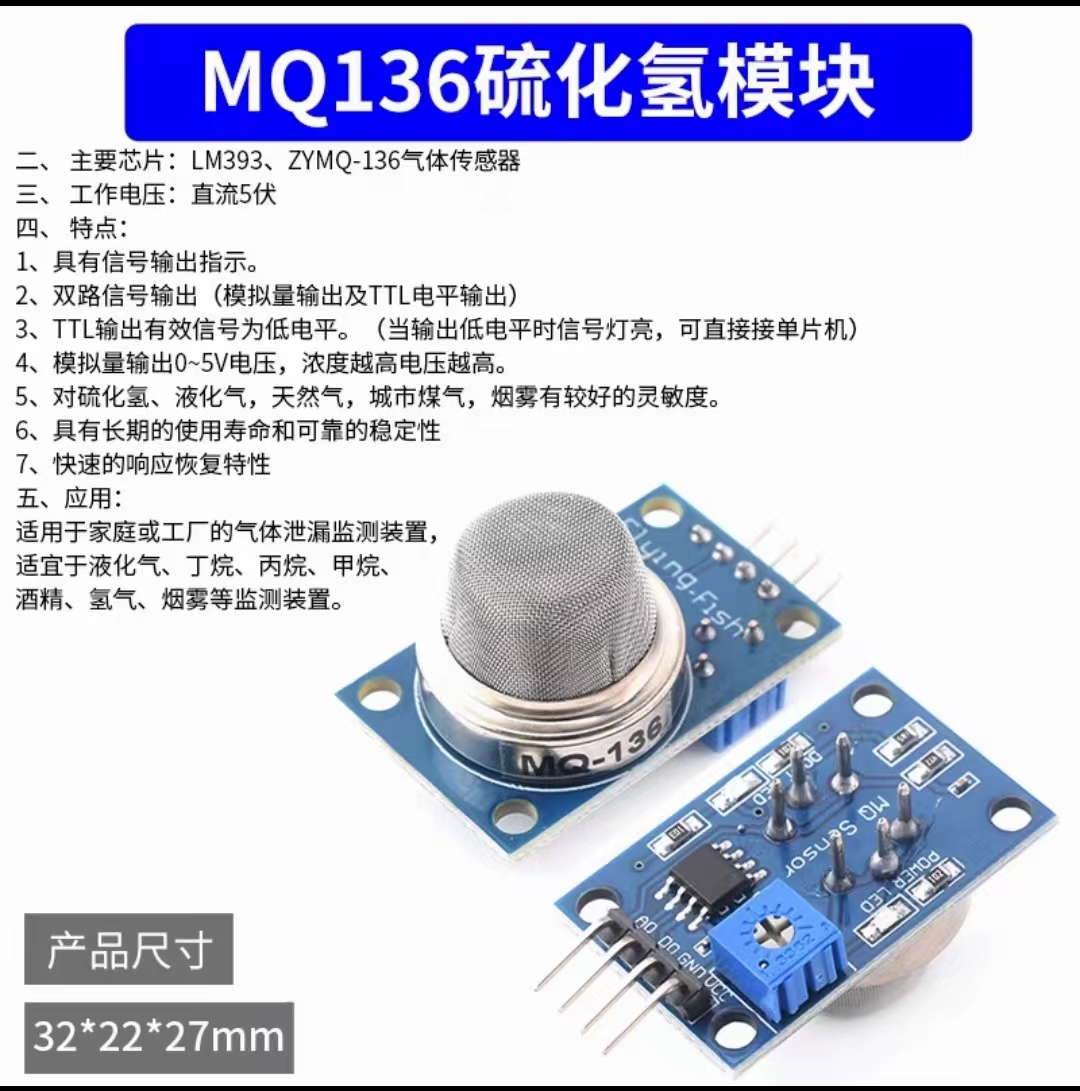 MQ136硫化氢模块
二、 主要芯片：LM393、ZYMQ-136气体传感器
三、 工作电压：直流5伏
四、 特点：
1、具有信号输出指示。
2、双路信号输出（模拟量输出及TTL电平输出）
3、TTL输出有效信号为低电平。（当输出低电平时信号灯亮，可直接接单片机）
4、模拟量输出0~5V电压，浓度越高电压越高。
5、对硫化氢、液化气，天然气，城市煤气，烟雾有较好的灵敏度。
6、具有长期的使用寿命和可靠的稳定性
7、快速的响应恢复特性
五、应用：
适用于家庭或工厂的气体泄漏监测装置，
适宜于液化气、丁烷、丙烷、甲烷、
酒精、氢气、烟雾等监测装置。
Flying-Fish
MQ-136
MQ Sensor
POWER LED
103
102
AO DO GND VCC
3362
产品尺寸
32*22*27mm